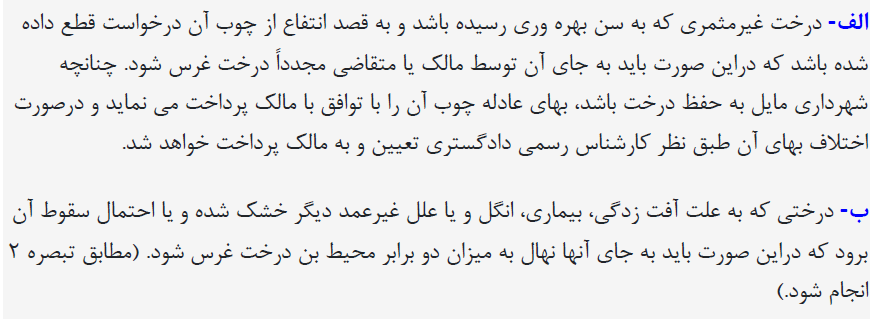 الف- درخت غیرمثمری که به سن بهره وری رسیده باشد و به قصد انتفاع از چوب آن درخواست قطع داده
شده باشد که دراین صورت باید به جای آن توسط مالک یا متقاضی مجدداً درخت غرس شود. چنانچه
شهرداری مایل به حفظ درخت باشد، بهای عادله چوب آن را با توافق با مالک پرداخت می نماید و درصورت
اختلاف بهای آن طبق نظر کارشناس رسمی دادگستری تعیین و به مالک پرداخت خواهد شد.
ب- درختی که به علت آفت زدگی، بیماری، انگل و یا علل غیرعمد دیگر خشک شده و یا احتمال سقوط آن
برود که دراین صورت باید به جای آنها نهال به میزان دو برابر محیط بن درخت غرس شود. (مطابق تبصره ۲
انجام شود.)